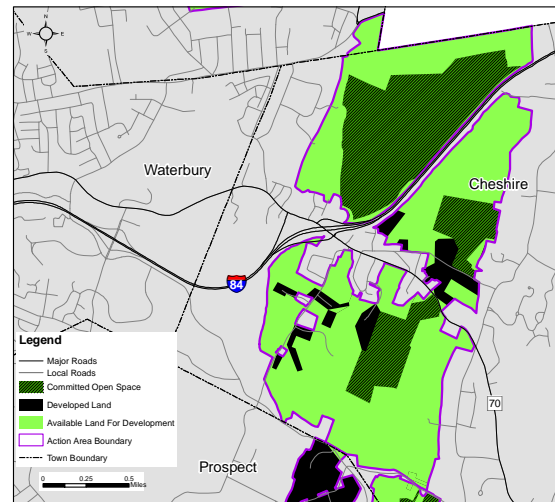 N
W E
S
Waterbury
Cheshire
84
Legend
Major Roads
Local Roads
Committed Open Space
Developed Land
Available Land For Development
Action Area Boundary
Town Boundary
0 0.25 0.5
Miles
70
Prospect